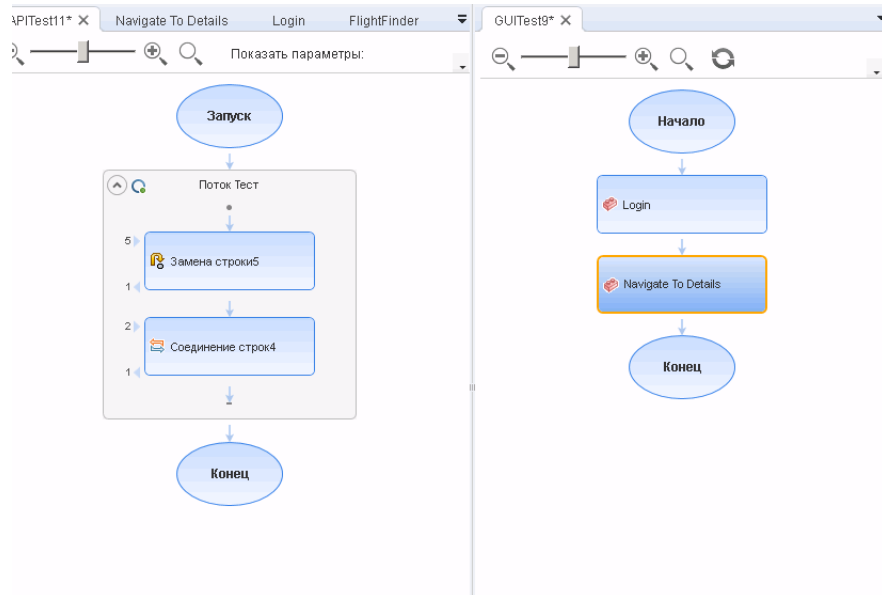 APITest11* Navigate To Details Login FlightFinder
Показать параметры:
Запуск
Поток Тест
5
Замена строки5
1
2
Соединение строк4
1
Конец
GUITest9*
Начало
Login
Navigate To Details
Конец